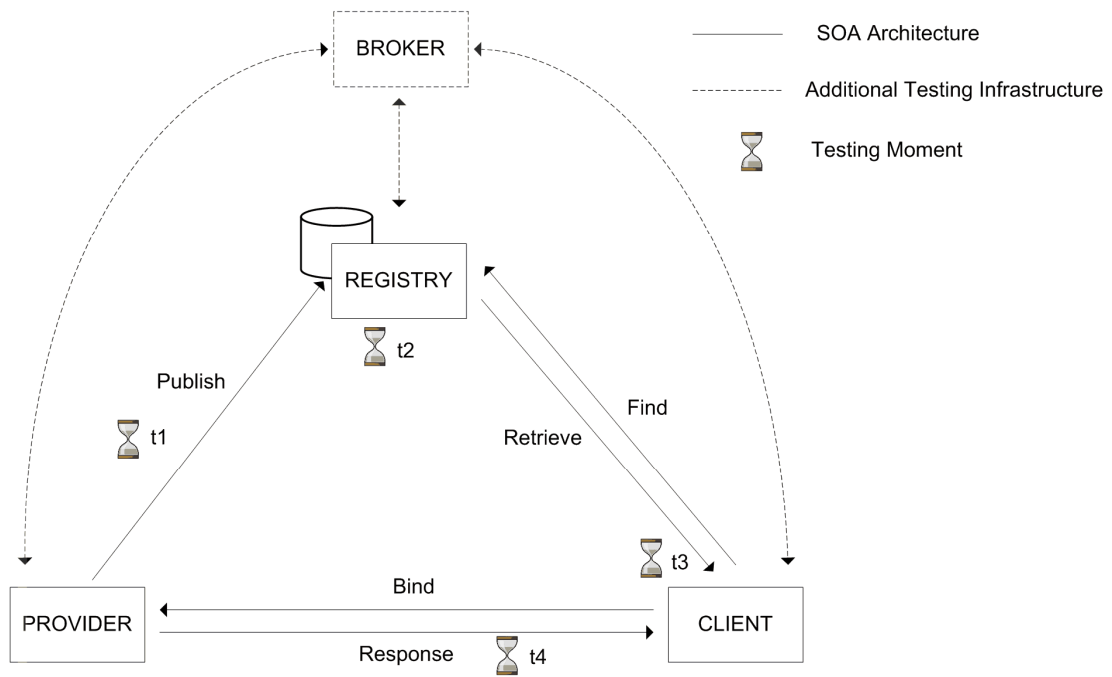 BROKER
SOA Architecture
Additional Testing Infrastructure
Testing Moment
REGISTRY
t2
Publish
t1
Find
Retrieve
t3
Bind
PROVIDER
CLIENT
Response
t4